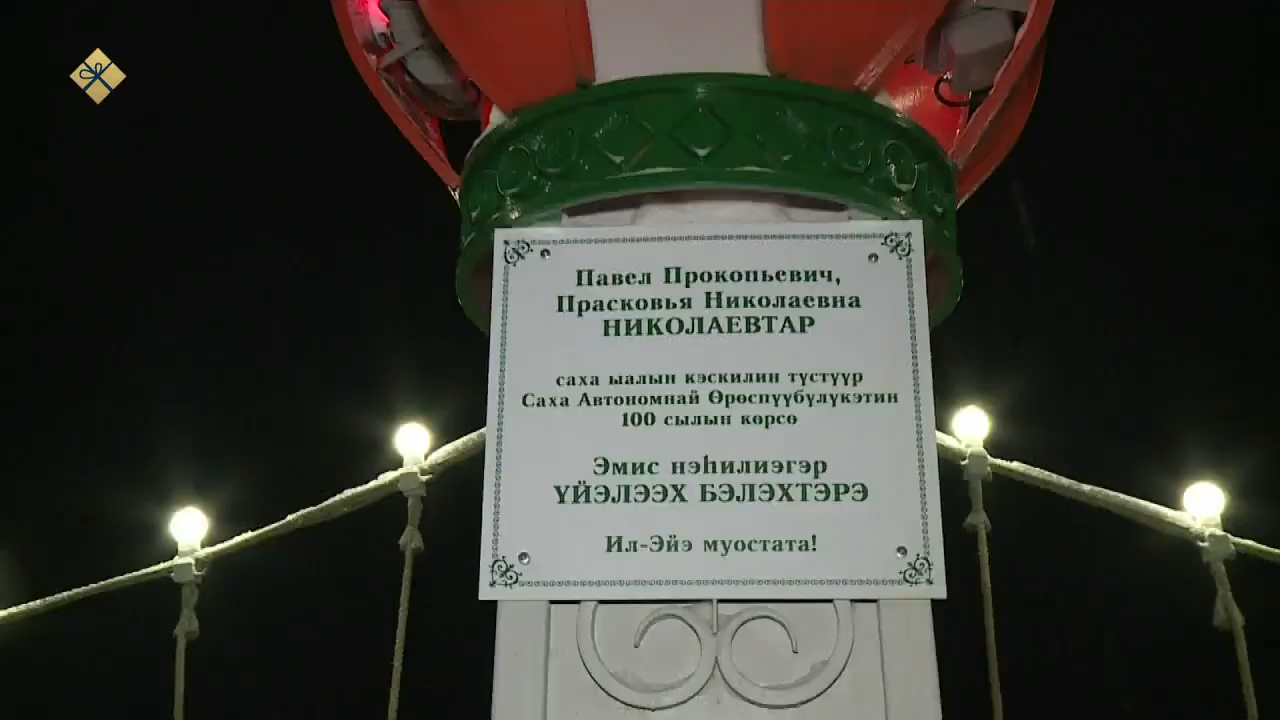 Павел Прокопьевич,
Прасковья Николаевна
НИКОЛАЕВТАР
саха ыалын кэскилин түстүүр
Саха Автономнай Өрөспүүбүлүкэтин
100 сылын көрсө
Эмис нэһилиэгэр
ҮЙЭЛЭЭХ БЭЛЭХТЭРЭ
Ил-Эйэ муостата!